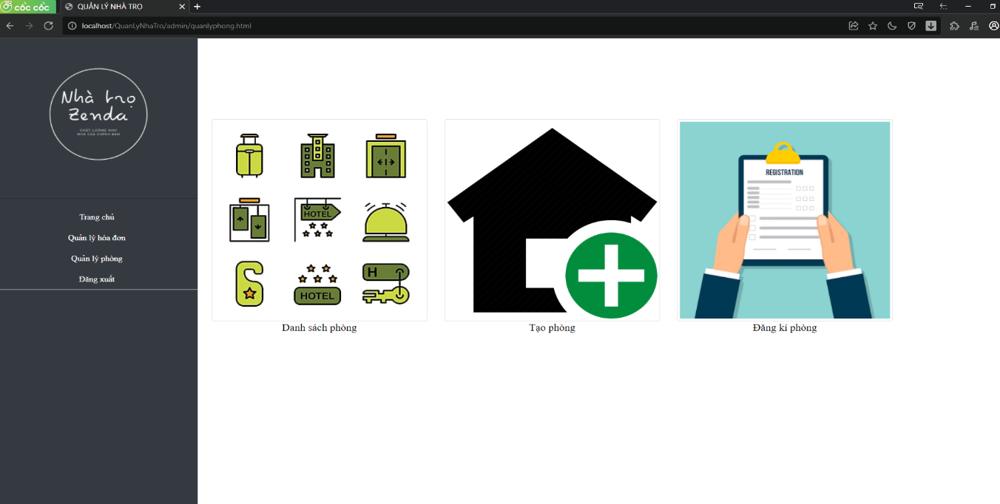 cốc cốc
QUẢN LÝ NHÀ TRỌ
localhost/QuanLyNhaTro/admin/quanlyphong.html
Nhà trọ
Zenda
CHẤT LƯỢNG NHƯ
NHÀ CỦA CHÍNH BẠN
Trang chủ
Quản lý hóa đơn
Quản lý phòng
Đăng xuất
HOTEL
H
HOTEL
REGISTRATION
Danh sách phòng
Tạo phòng
Đăng kí phòng